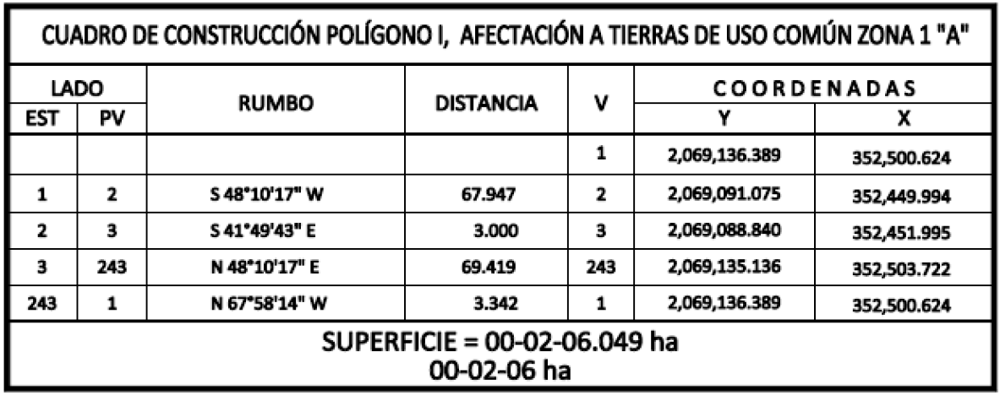 CUADRO DE CONSTRUCCIÓN POLÍGONO I, AFECTACIÓN A TIERRAS DE USO COMÚN ZONA 1 "A"
LADO RUMBO DISTANCIA V COORDENADAS
EST PV Y X
1 2,069,136.389 352,500.624
1 2 S 48°10'17" W 67.947 2 2,069,091.075 352,449.994
2 3 S 41°49'43" E 3.000 3 2,069,088.840 352,451.995
3 243 N 48°10'17" E 69.419 243 2,069,135.136 352,503.722
243 1 N 67°58'14" W 3.342 1 2,069,136.389 352,500.624
SUPERFICIE = 00-02-06.049 ha
00-02-06 ha